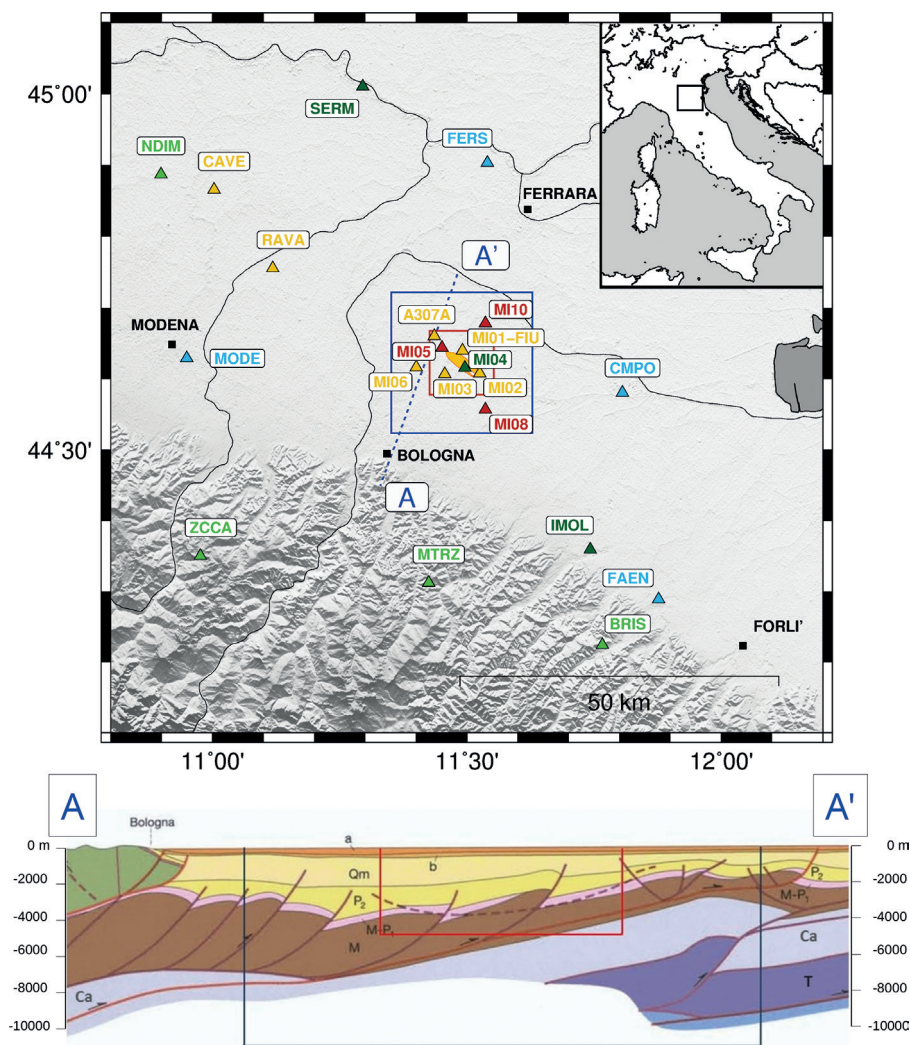 45°00'
SERM
NDIM
CAVE
FERS
FERRARA
RAVA
A'
A307A
MI10
MODENA
MI01-FIU
MI05
MI04
MODE
CMPO
MI06
MI03
MI02
MI08
44°30'
BOLOGNA
A
IMOL
ZCCA
MTRZ
FAEN
BRIS
FORLI'
50 km
11°00'
11°30'
12°00'
A
A'
Bologna
a
0 m
0 m
b
Qm
-2000
-2000
P2
P2
M-P1
-4000
-4000
M-P1
M
Ca
-6000
-6000
Ca
T
-8000
-8000
-10000
-1000C